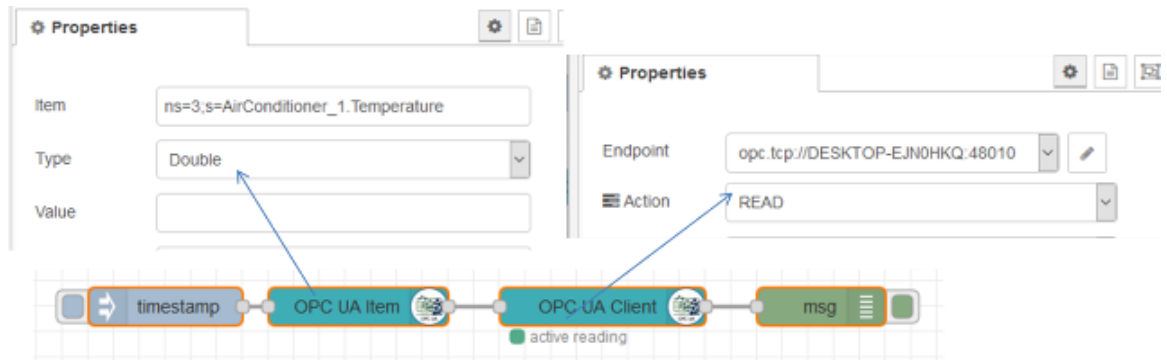 Properties
Item
ns=3;s=AirConditioner_1.Temperature
Type
Double
Value
Properties
Endpoint
opc.tcp://DESKTOP-EJN0HKQ:48010
Action
READ
timestamp
OPC UA Item
OPC UA Client
msg
active reading